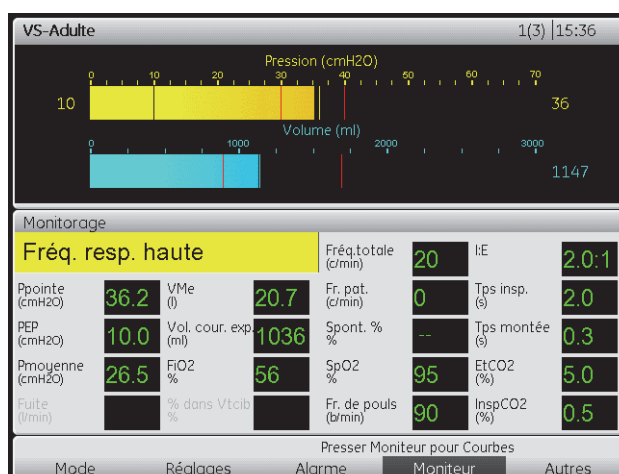 VS-Adulte 1(3) |15:36
Pression (cmH2O)
0 10 20 30 40 50 60 70
10 36
Volume (ml)
0 1000 2000 3000
1147
Monitorage
Fréq. resp. haute
Fréq.totale (c/min) 20 I:E 2.0:1
Ppointe (cmH2O) 36.2 VMe (l) 20.7 Fr. pat. (c/min) 0 Tps insp. (s) 2.0
PEP (cmH2O) 10.0 Vol. cour. exp. (ml) 1036 Spont. % % -- Tps montée (s) 0.3
Pmoyenne (cmH2O) 26.5 FiO2 % 56 SpO2 % 95 EtCO2 (%) 5.0
Fuite (l/min) % dans Vtcib % Fr. de pouls (b/min) 90 InspCO2 (%) 0.5
Presser Moniteur pour Courbes
Mode Réglages Alarme Moniteur Autres